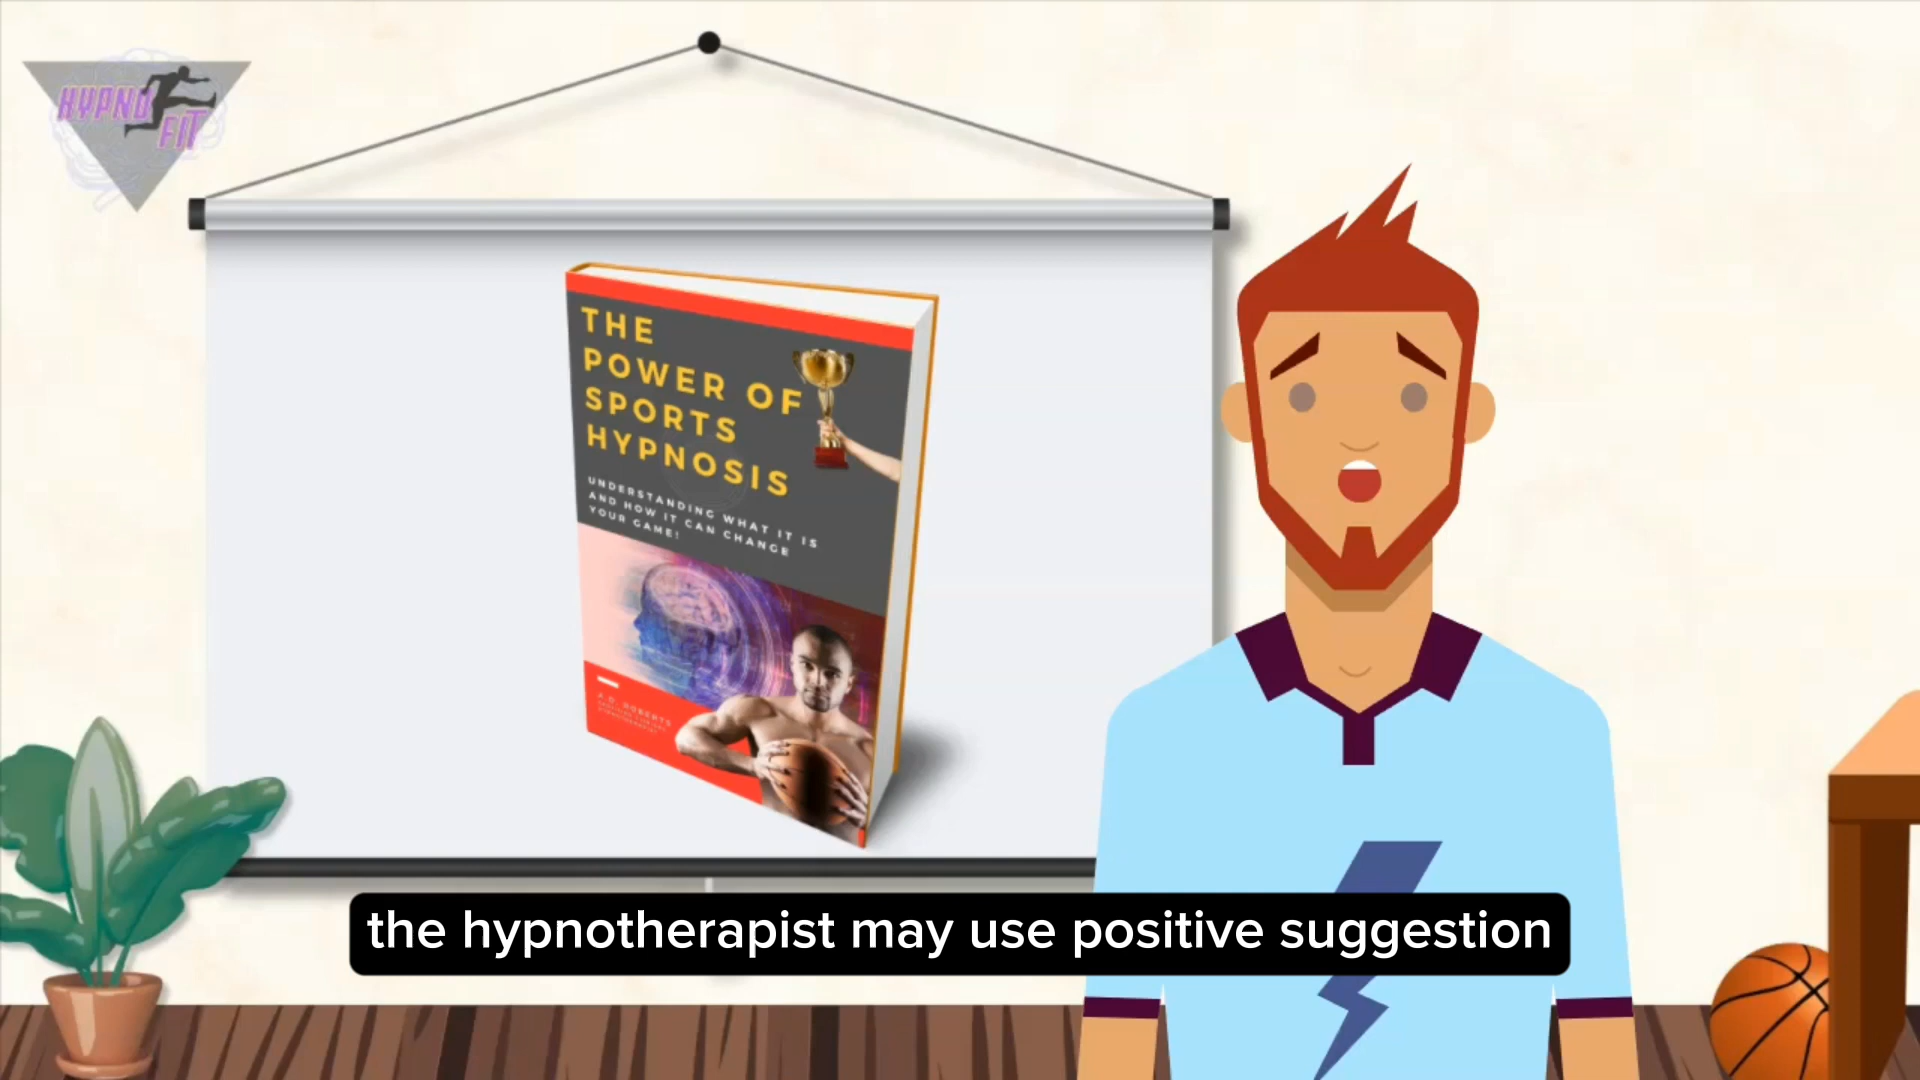 HYPNO
FIT
THE
POWER OF
SPORTS
HYPNOSIS
UNDERSTANDING WHAT IT IS
AND HOW IT CAN CHANGE
YOUR GAME!
A.D. ROBERTS
the hypnotherapist may use positive suggestion